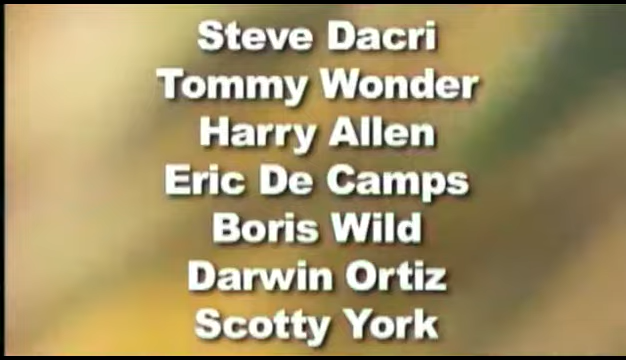 Steve Dacri
Tommy Wonder
Harry Allen
Eric De Camps
Boris Wild
Darwin Ortiz
Scotty York